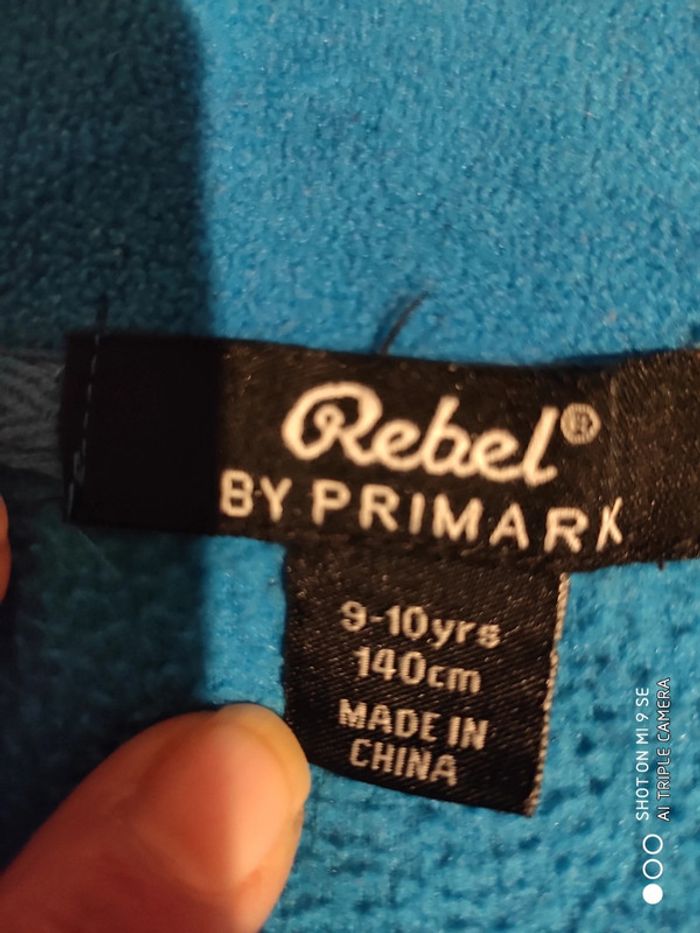 Rebel®
BY PRIMARK
9-10yrs
140cm
MADE IN
CHINA
SHOT ON MI 9 SE
AI TRIPLE CAMERA